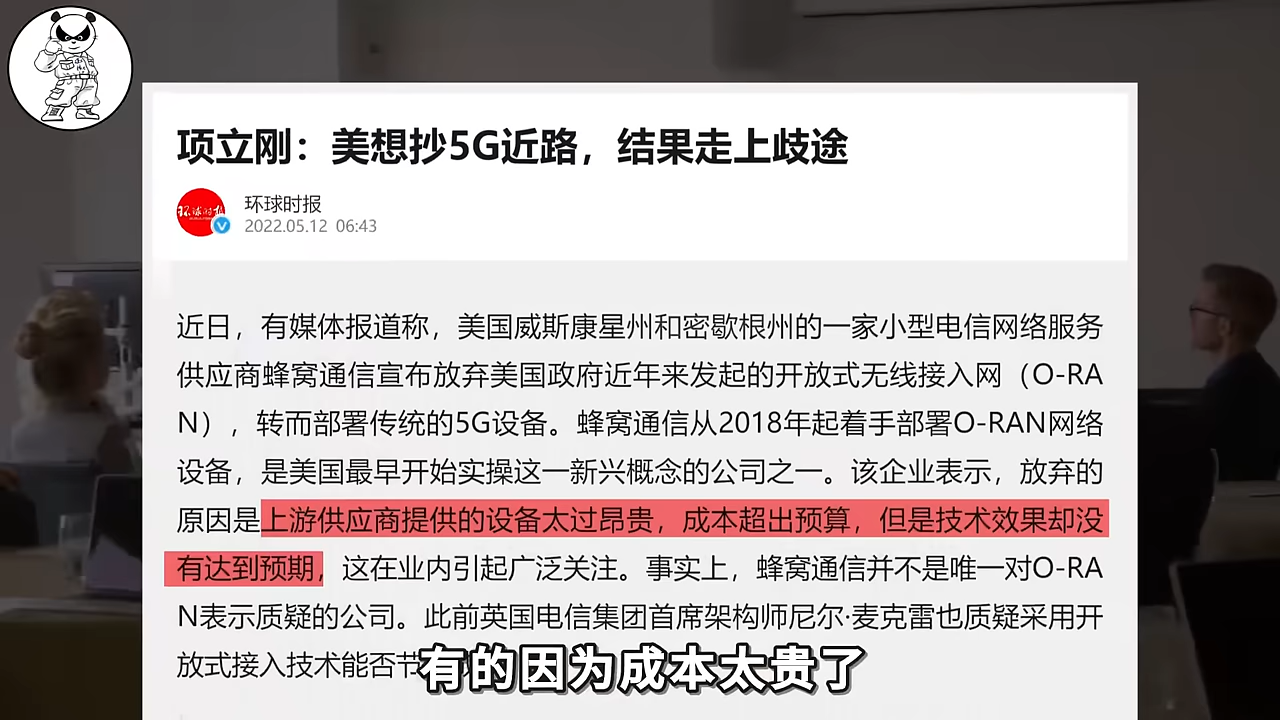 项立刚：美想抄5G近路，结果走上歧途
环球时报
2022.05.12 06:43
近日，有媒体报道称，美国威斯康星州和密歇根州的一家小型电信网络服务
供应商蜂窝通信宣布放弃美国政府近年来发起的开放式无线接入网（O-RA
N），转而部署传统的5G设备。蜂窝通信从2018年起着手部署O-RAN网络
设备，是美国最早开始实操这一新兴概念的公司之一。该企业表示，放弃的
原因是上游供应商提供的设备太过昂贵，成本超出预算，但是技术效果却没
有达到预期，这在业内引起广泛关注。事实上，蜂窝通信并不是唯一对O-RA
N表示质疑的公司。此前英国电信集团首席架构师尼尔·麦克雷也质疑采用开
放式接入技术能否节
有的因为成本太贵了